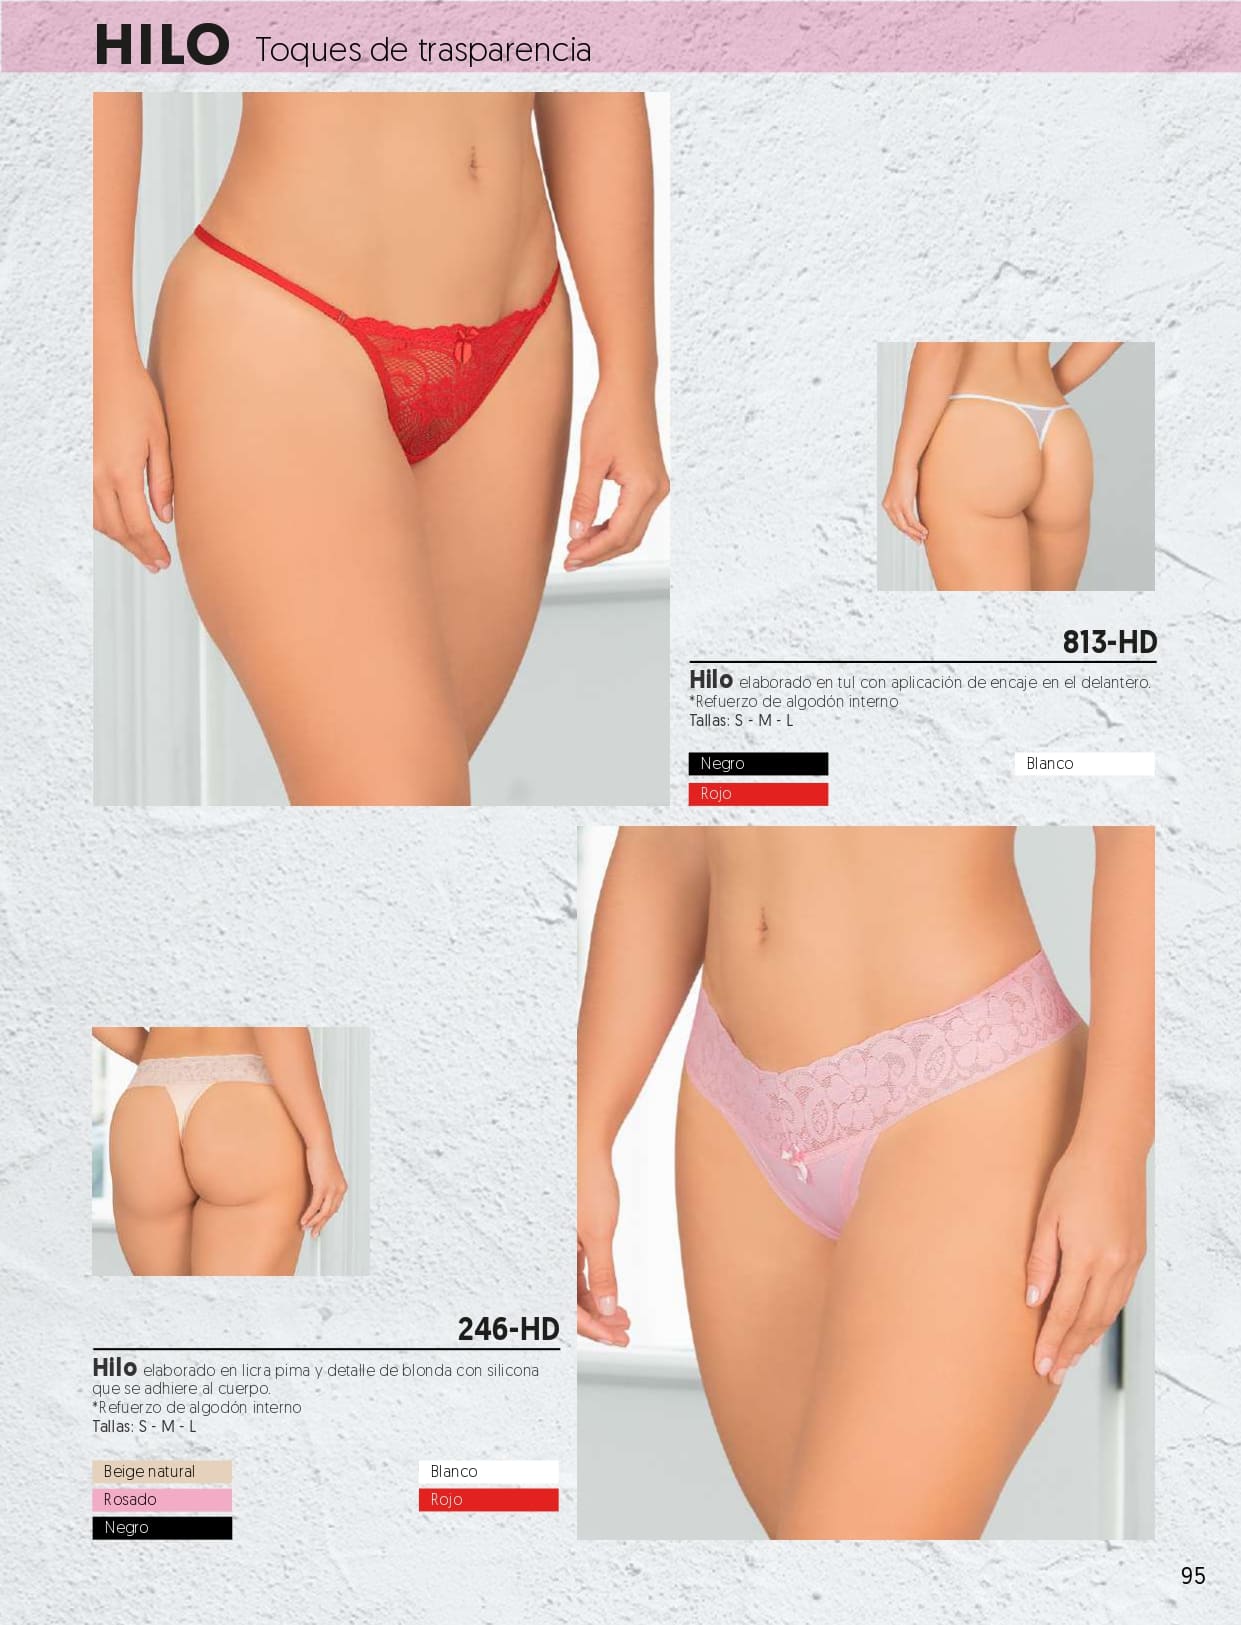 HILO Toques de trasparencia
813-HD
Hilo elaborado en tul con aplicación de encaje en el delantero.
*Refuerzo de algodón interno
Tallas: S - M - L
Negro
Blanco
Rojo
246-HD
Hilo elaborado en licra pima y detalle de blonda con silicona
que se adhiere al cuerpo.
*Refuerzo de algodón interno
Tallas: S - M - L
Beige natural
Blanco
Rosado
Rojo
Negro
95